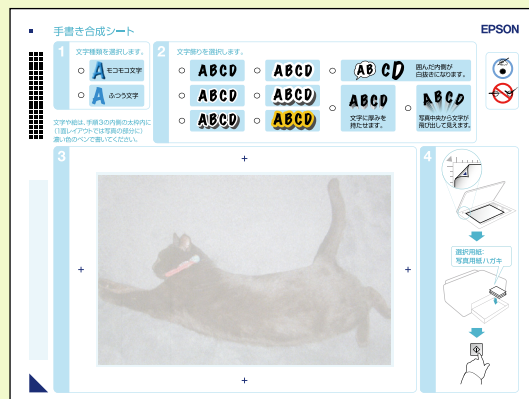 手書き合成シート
EPSON
1
文字種類を選択します。
A モコモコ文字
A ふつう文字
文字や絵は、手順3の内側の太枠内に
(1面レイアウトでは写真の部分に)
濃い色のペンで書いてください。
2
文字飾りを選択します。
ABCD
ABCD
ABCD
囲んだ内側が
白抜きになります。
ABCD
ABCD
ABCD
文字に厚みを
持たせます。
ABCD
写真中央から文字が
飛び出して見えます。
ABCD
ABCD
3
4
選択用紙:
写真用紙ハガキ